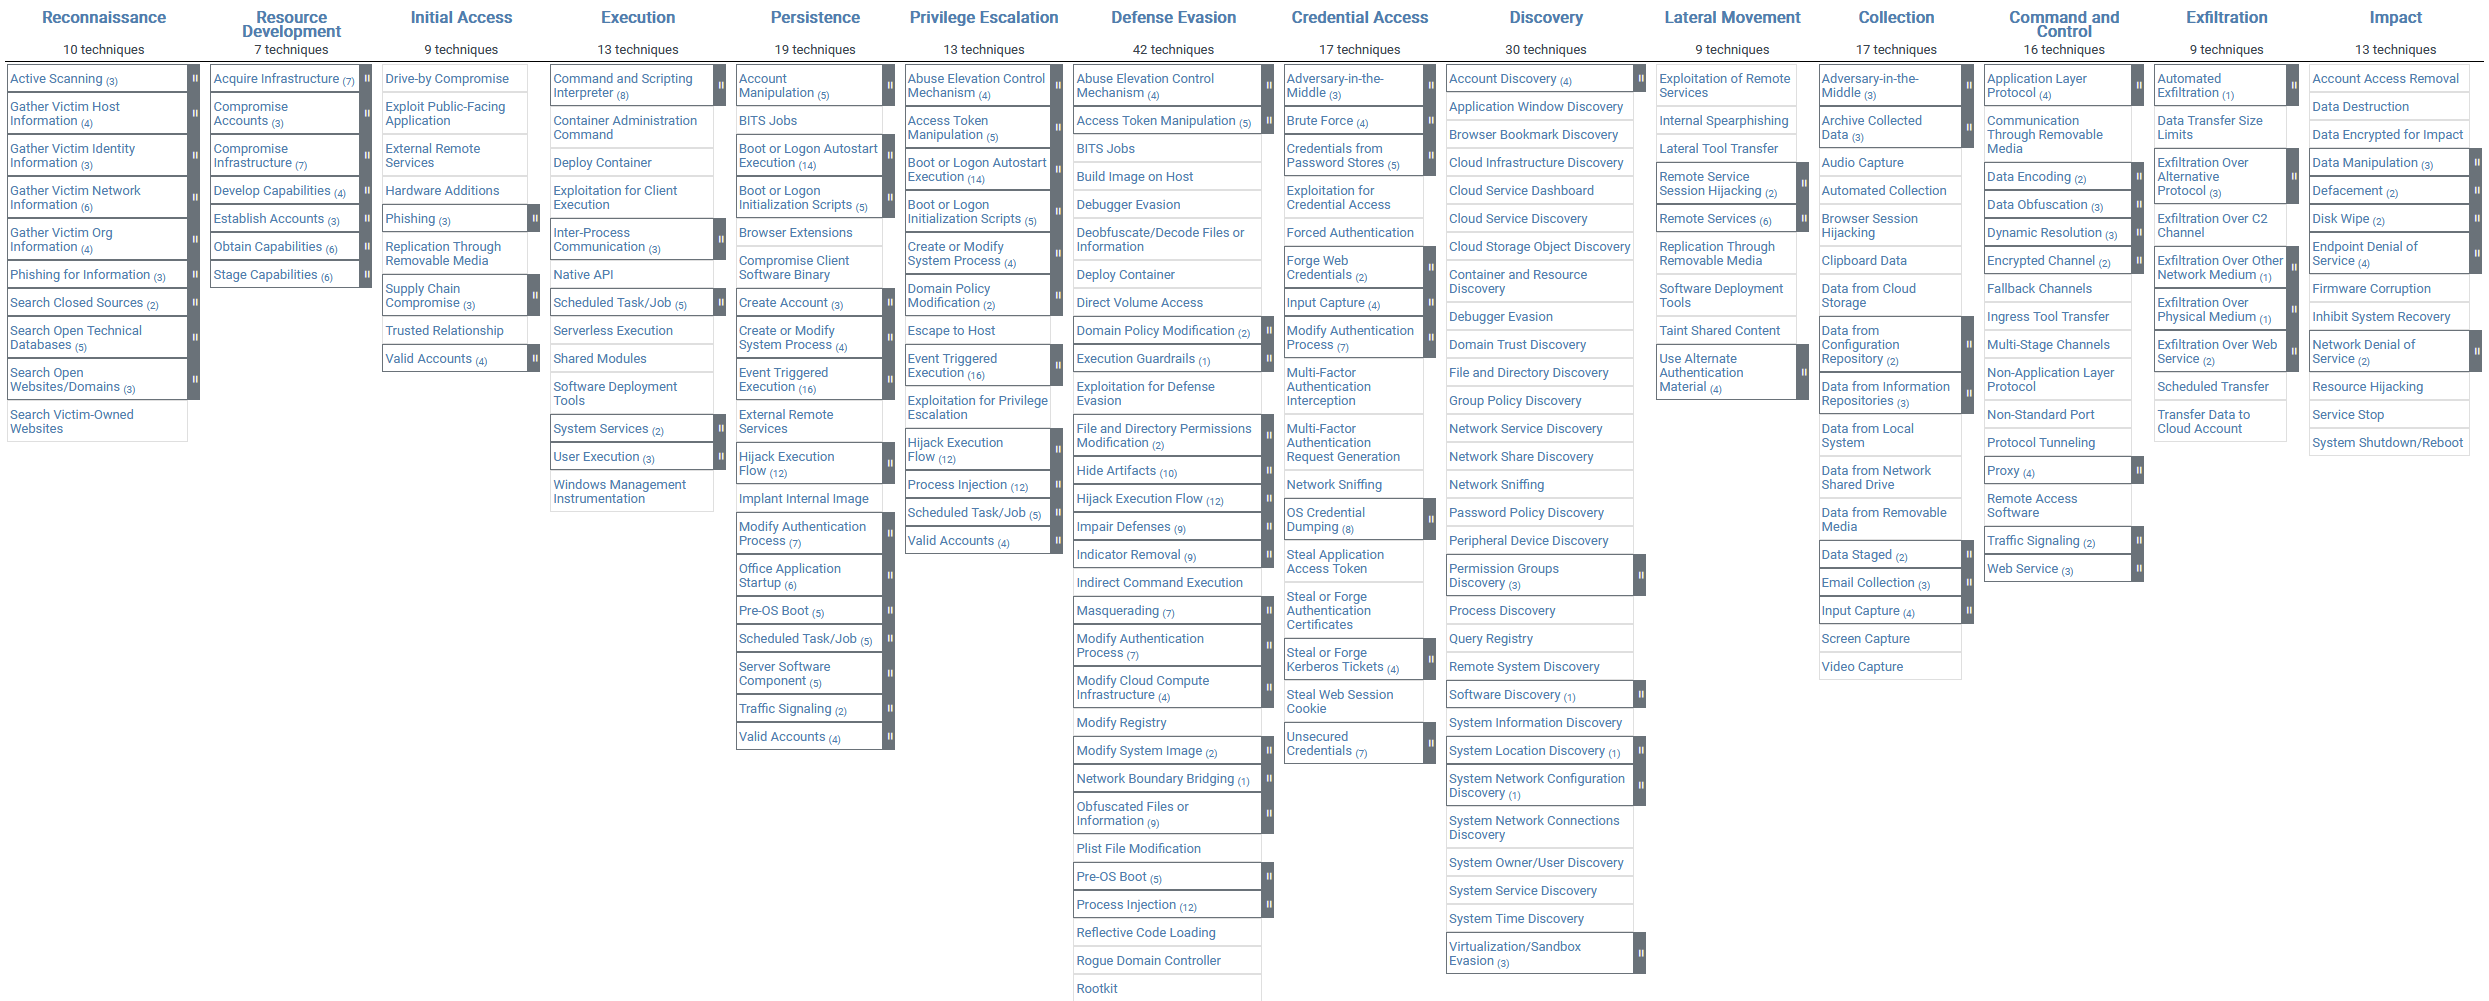 Reconnaissance
10 techniques
Active Scanning (3)
Gather Victim Host
Information (4)
Gather Victim Identity
Information (3)
Gather Victim Network
Information (6)
Gather Victim Org
Information (4)
Phishing for Information (3)
Search Closed Sources (2)
Search Open Technical
Databases (5)
Search Open
Websites/Domains (3)
Search Victim-Owned
Websites
Resource
Development
7 techniques
Acquire Infrastructure (7)
Compromise
Accounts (3)
Compromise
Infrastructure (7)
Develop Capabilities (4)
Establish Accounts (3)
Obtain Capabilities (6)
Stage Capabilities (6)
Initial Access
9 techniques
Drive-by Compromise
Exploit Public-Facing
Application
External Remote
Services
Hardware Additions
Phishing (3)
Replication Through
Removable Media
Supply Chain
Compromise (3)
Trusted Relationship
Valid Accounts (4)
Execution
13 techniques
Command and Scripting
Interpreter (8)
Container Administration
Command
Deploy Container
Exploitation for Client
Execution
Inter-Process
Communication (3)
Native API
Scheduled Task/Job (5)
Serverless Execution
Shared Modules
Software Deployment
Tools
System Services (2)
User Execution (3)
Windows Management
Instrumentation
Persistence
19 techniques
Account
Manipulation (5)
BITS Jobs
Boot or Logon Autostart
Execution (14)
Boot or Logon
Initialization Scripts (5)
Browser Extensions
Compromise Client
Software Binary
Create Account (3)
Create or Modify
System Process (4)
Event Triggered
Execution (16)
External Remote
Services
Hijack Execution
Flow (12)
Implant Internal Image
Modify Authentication
Process (7)
Office Application
Startup (6)
Pre-OS Boot (5)
Scheduled Task/Job (5)
Server Software
Component (5)
Traffic Signaling (2)
Valid Accounts (4)
Privilege Escalation
13 techniques
Abuse Elevation Control
Mechanism (4)
Access Token
Manipulation (5)
Boot or Logon Autostart
Execution (14)
Boot or Logon
Initialization Scripts (5)
Create or Modify
System Process (4)
Domain Policy
Modification (2)
Escape to Host
Event Triggered
Execution (16)
Exploitation for Privilege
Escalation
Hijack Execution
Flow (12)
Process Injection (12)
Scheduled Task/Job (5)
Valid Accounts (4)
Defense Evasion
42 techniques
Abuse Elevation Control
Mechanism (4)
Access Token Manipulation (5)
BITS Jobs
Build Image on Host
Debugger Evasion
Deobfuscate/Decode Files or
Information
Deploy Container
Direct Volume Access
Domain Policy Modification (2)
Execution Guardrails (1)
Exploitation for Defense
Evasion
File and Directory Permissions
Modification (2)
Hide Artifacts (10)
Hijack Execution Flow (12)
Impair Defenses (9)
Indicator Removal (9)
Indirect Command Execution
Masquerading (7)
Modify Authentication
Process (7)
Modify Cloud Compute
Infrastructure (4)
Modify Registry
Modify System Image (2)
Network Boundary Bridging (1)
Obfuscated Files or
Information (9)
Plist File Modification
Pre-OS Boot (5)
Process Injection (12)
Reflective Code Loading
Rogue Domain Controller
Rootkit
Credential Access
17 techniques
Adversary-in-the-
Middle (3)
Brute Force (4)
Credentials from
Password Stores (5)
Exploitation for
Credential Access
Forced Authentication
Forge Web
Credentials (2)
Input Capture (4)
Modify Authentication
Process (7)
Multi-Factor
Authentication
Interception
Multi-Factor
Authentication
Request Generation
Network Sniffing
OS Credential
Dumping (8)
Steal Application
Access Token
Steal or Forge
Authentication
Certificates
Steal or Forge
Kerberos Tickets (4)
Steal Web Session
Cookie
Unsecured
Credentials (7)
Discovery
30 techniques
Account Discovery (4)
Application Window Discovery
Browser Bookmark Discovery
Cloud Infrastructure Discovery
Cloud Service Dashboard
Cloud Service Discovery
Cloud Storage Object Discovery
Container and Resource
Discovery
Debugger Evasion
Domain Trust Discovery
File and Directory Discovery
Group Policy Discovery
Network Service Discovery
Network Share Discovery
Network Sniffing
Password Policy Discovery
Peripheral Device Discovery
Permission Groups
Discovery (3)
Process Discovery
Query Registry
Remote System Discovery
Software Discovery (1)
System Information Discovery
System Location Discovery (1)
System Network Configuration
Discovery (1)
System Network Connections
Discovery
System Owner/User Discovery
System Service Discovery
System Time Discovery
Virtualization/Sandbox
Evasion (3)
Lateral Movement
9 techniques
Exploitation of Remote
Services
Internal Spearphishing
Lateral Tool Transfer
Remote Service
Session Hijacking (2)
Remote Services (6)
Replication Through
Removable Media
Software Deployment
Tools
Taint Shared Content
Use Alternate
Authentication
Material (4)
Collection
17 techniques
Adversary-in-the-
Middle (3)
Archive Collected
Data (3)
Audio Capture
Automated Collection
Browser Session
Hijacking
Clipboard Data
Data from Cloud
Storage
Data from
Configuration
Repository (2)
Data from Information
Repositories (3)
Data from Local
System
Data from Network
Shared Drive
Data from Removable
Media
Data Staged (2)
Email Collection (3)
Input Capture (4)
Screen Capture
Video Capture
Command and
Control
16 techniques
Application Layer
Protocol (4)
Communication
Through Removable
Media
Data Encoding (2)
Data Obfuscation (3)
Dynamic Resolution (3)
Encrypted Channel (2)
Fallback Channels
Ingress Tool Transfer
Multi-Stage Channels
Non-Application Layer
Protocol
Non-Standard Port
Protocol Tunneling
Proxy (4)
Remote Access
Software
Traffic Signaling (2)
Web Service (3)
Exfiltration
9 techniques
Automated
Exfiltration (1)
Data Transfer Size
Limits
Exfiltration Over
Alternative
Protocol (3)
Exfiltration Over C2
Channel
Exfiltration Over Other
Network Medium (1)
Exfiltration Over
Physical Medium (1)
Exfiltration Over Web
Service (2)
Scheduled Transfer
Transfer Data to
Cloud Account
Impact
13 techniques
Account Access Removal
Data Destruction
Data Encrypted for Impact
Data Manipulation (3)
Defacement (2)
Disk Wipe (2)
Endpoint Denial of
Service (4)
Firmware Corruption
Inhibit System Recovery
Network Denial of
Service (2)
Resource Hijacking
Service Stop
System Shutdown/Reboot